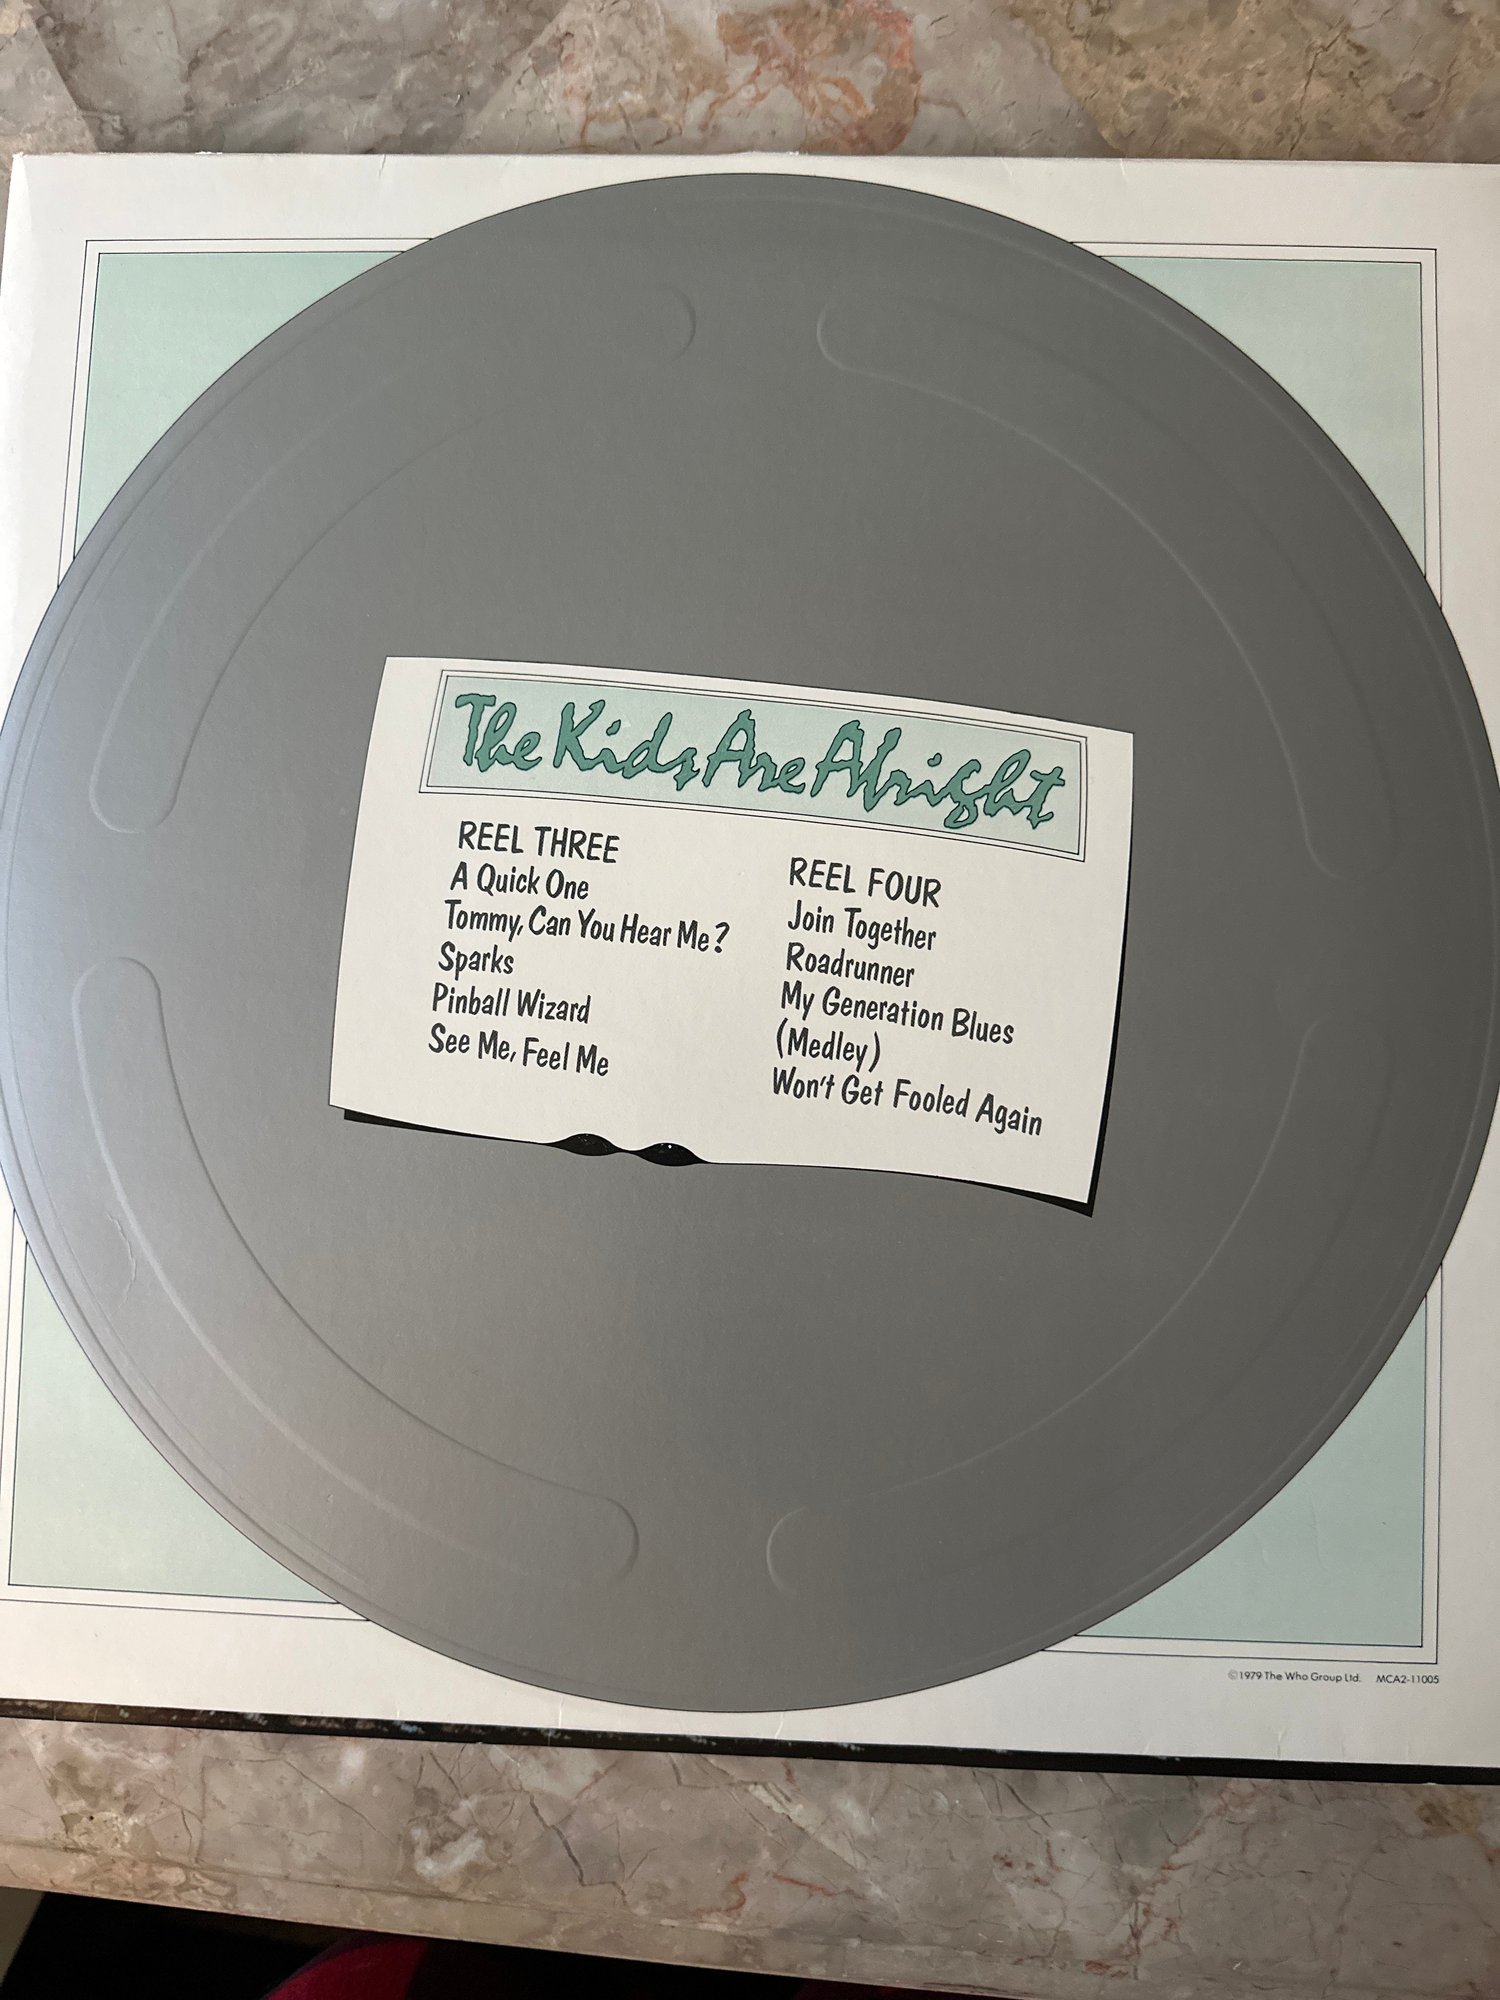 The Kids Are Alright
REEL THREE
A Quick One
Tommy, Can You Hear Me?
Sparks
Pinball Wizard
See Me, Feel Me
REEL FOUR
Join Together
Roadrunner
My Generation Blues
(Medley)
Won't Get Fooled Again
©1979 The Who Group Ltd. MCA2-11005